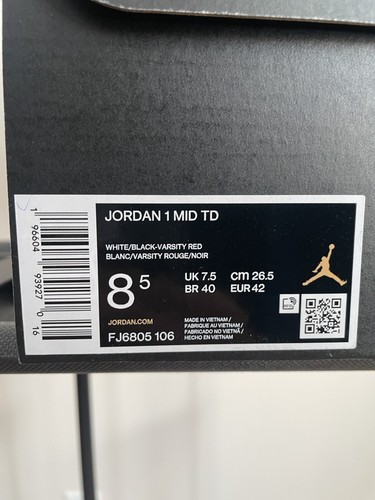 JORDAN 1 MID TD
WHITE/BLACK-VARSITY RED
BLANC/VARSITY ROUGE/NOIR
8 5
UK 7.5 cm 26.5
BR 40 EUR 42
JORDAN.COM
FJ6805 106
MADE IN VIETNAM /
FABRIQUE AU VIETNAM /
FABRICADO NO VIETNÃ /
HECHO EN VIETNAM
1 96604 93927 0 16